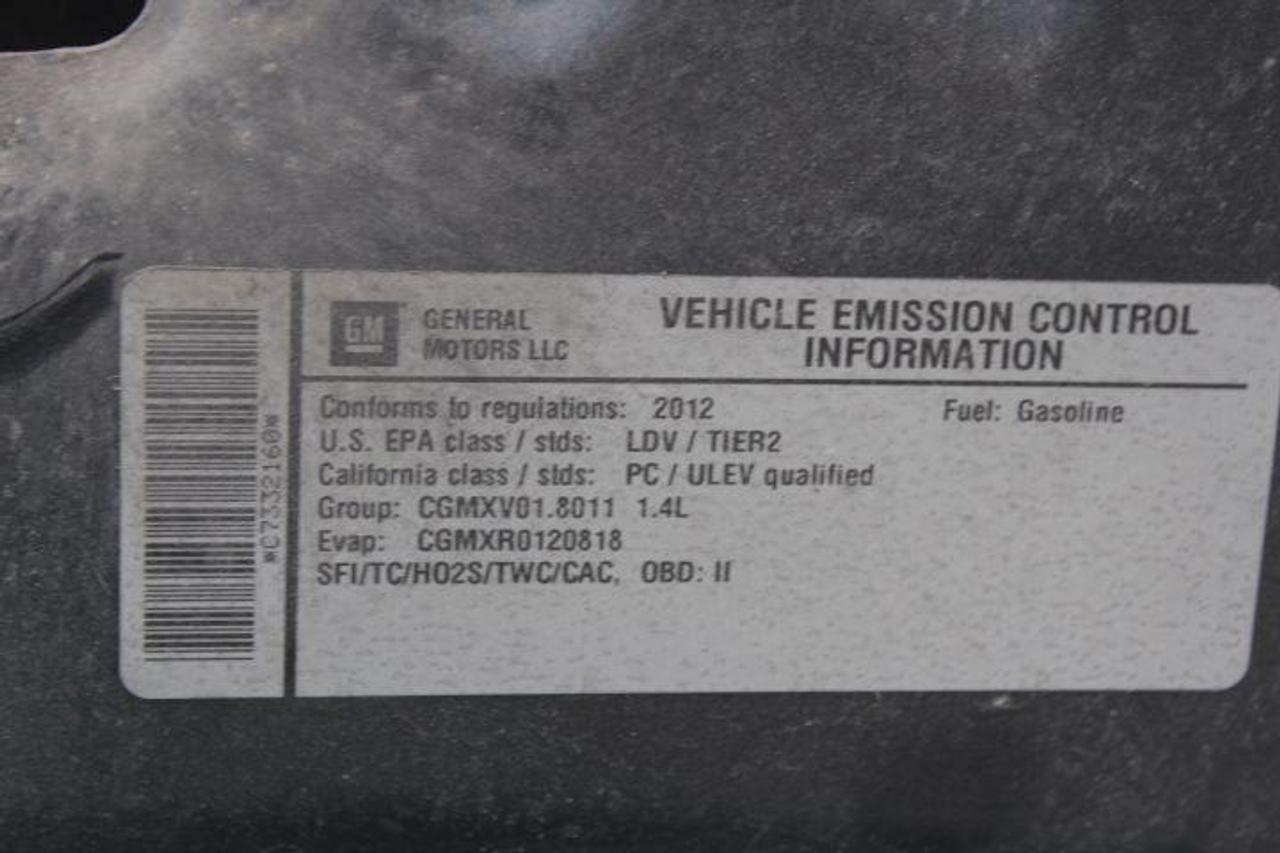 *C7332160*
GM GENERAL
MOTORS LLC
VEHICLE EMISSION CONTROL
INFORMATION
Conforms to regulations: 2012 Fuel: Gasoline
U.S. EPA class / stds: LDV / TIER2
California class / stds: PC / ULEV qualified
Group: CGMXV01.8011 1.4L
Evap: CGMXR0120818
SFI/TC/HO2S/TWC/CAC, OBD: II